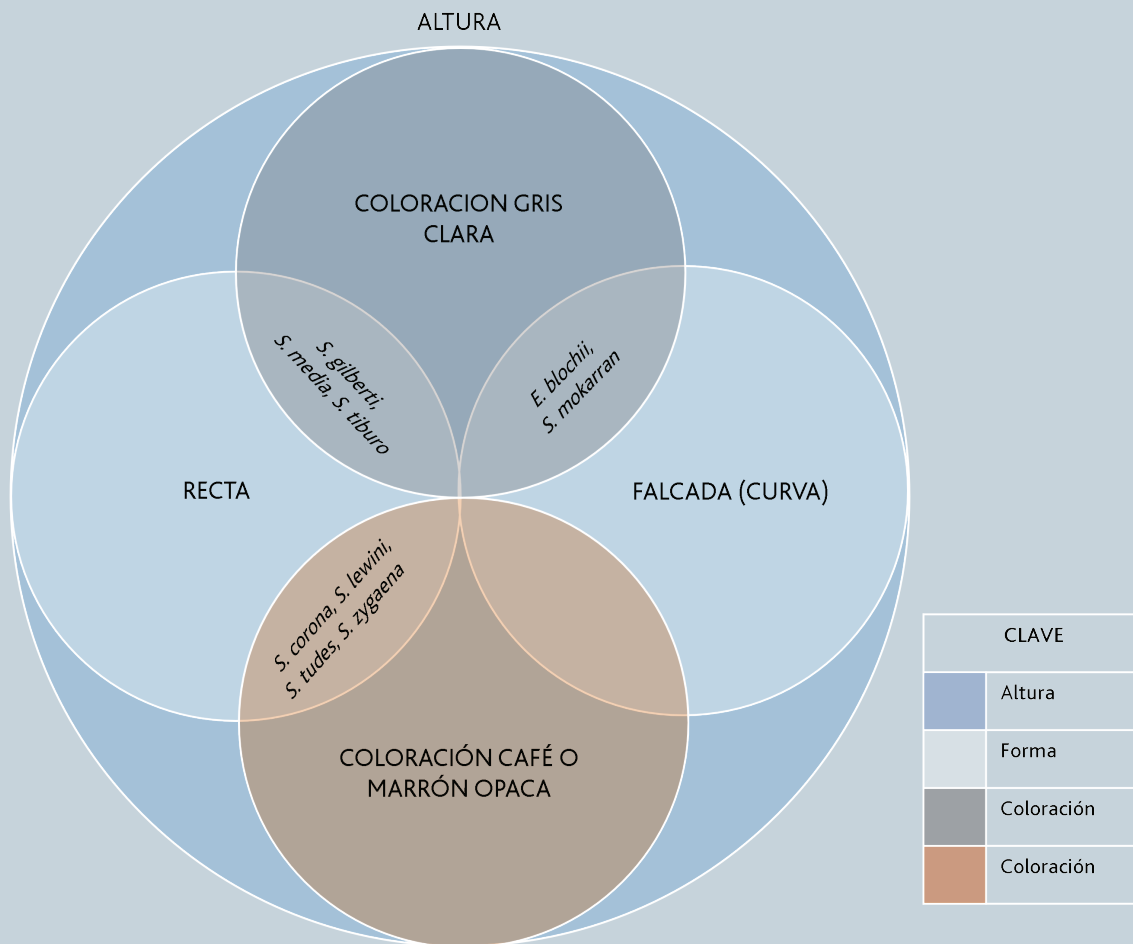 ALTURA
COLORACION GRIS
CLARA
S. gilberti,
S. media, S. tiburo
E. blochii,
S. mokarran
RECTA
FALCADA (CURVA)
S. corona, S. lewini,
S. tudes, S. zygaena
COLORACIÓN CAFÉ O
MARRÓN OPACA
CLAVE
Altura
Forma
Coloración
Coloración